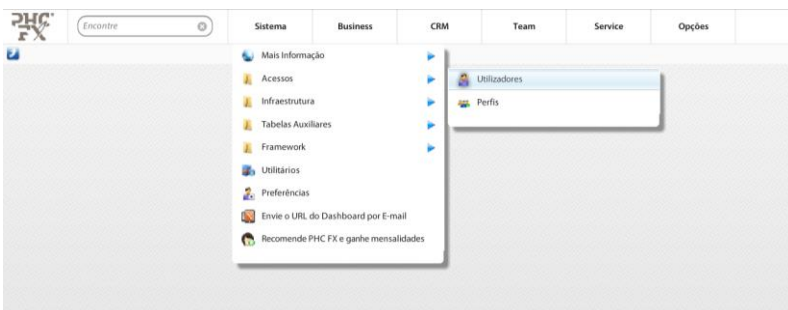 PHC FX
Encontre
Sistema Business CRM Team Service Opções
Mais Informação
Acessos
Utilizadores
Infraestrutura
Perfis
Tabelas Auxiliares
Framework
Utilitários
Preferências
Envie o URL do Dashboard por E-mail
Recomende PHC FX e ganhe mensalidades